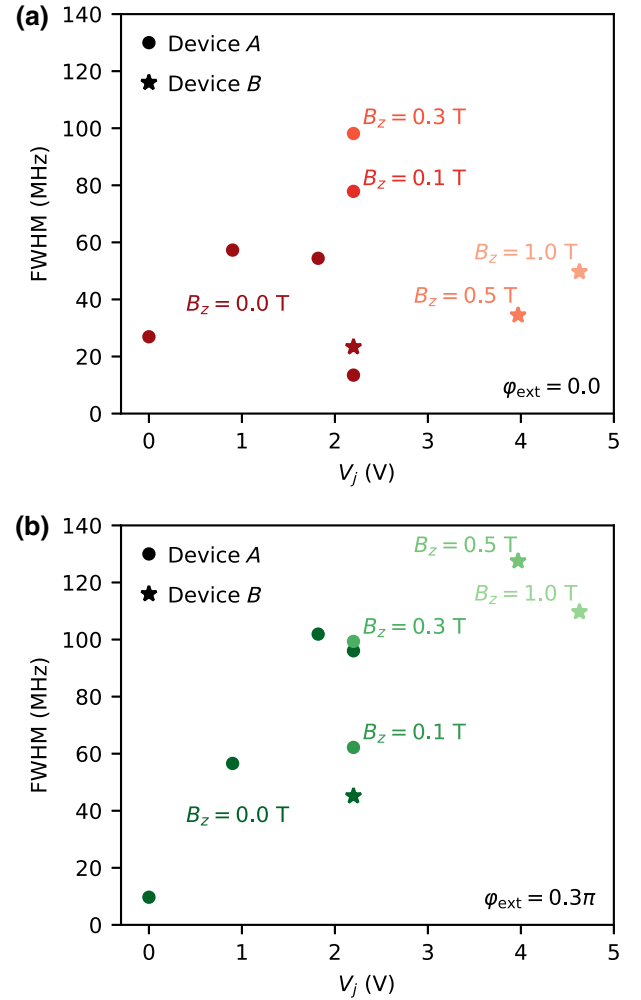 (a)
140
120
100
80
60
40
20
0
FWHM (MHz)
Device A
Device B
B_z = 0.3 T
B_z = 0.1 T
B_z = 1.0 T
B_z = 0.5 T
B_z = 0.0 T
φ_ext = 0.0
0 1 2 3 4 5
V_j (V)
(b)
140
120
100
80
60
40
20
0
FWHM (MHz)
Device A
Device B
B_z = 0.5 T
B_z = 1.0 T
B_z = 0.3 T
B_z = 0.1 T
B_z = 0.0 T
φ_ext = 0.3π
0 1 2 3 4 5
V_j (V)